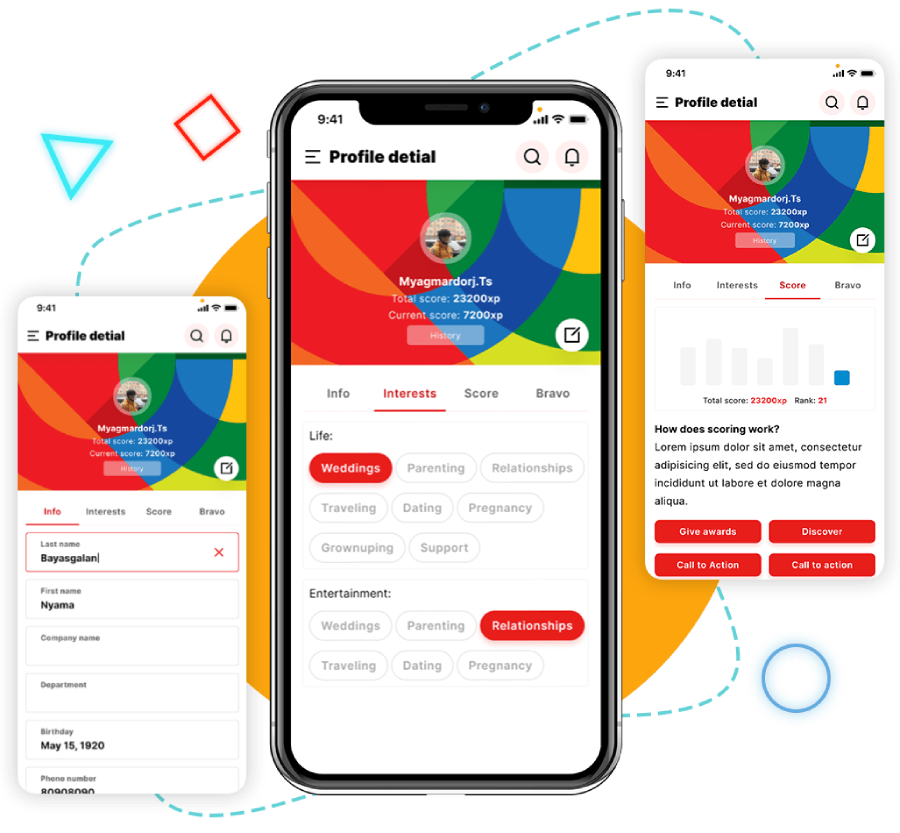 9:41
Profile detial
Myagmardorj.Ts
Total score: 23200xp
Current score: 7200xp
History
Info Interests Score Bravo
Last name
Bayasgalan
First name
Nyama
Company name
Department
Birthday
May 15, 1920
Phone number
80908090
9:41
Profile detial
Myagmardorj.Ts
Total score: 23200xp
Current score: 7200xp
History
Info Interests Score Bravo
Life:
Weddings Parenting Relationships
Traveling Dating Pregnancy
Grownuping Support
Entertainment:
Weddings Parenting Relationships
Traveling Dating Pregnancy
9:41
Profile detial
Myagmardorj.Ts
Total score: 23200xp
Current score: 7200xp
History
Info Interests Score Bravo
Total score: 23200xp Rank: 21
How does scoring work?
Lorem ipsum dolor sit amet, consectetur
adipisicing elit, sed do eiusmod tempor
incididunt ut labore et dolore magna
aliqua.
Give awards Discover
Call to Action Call to action